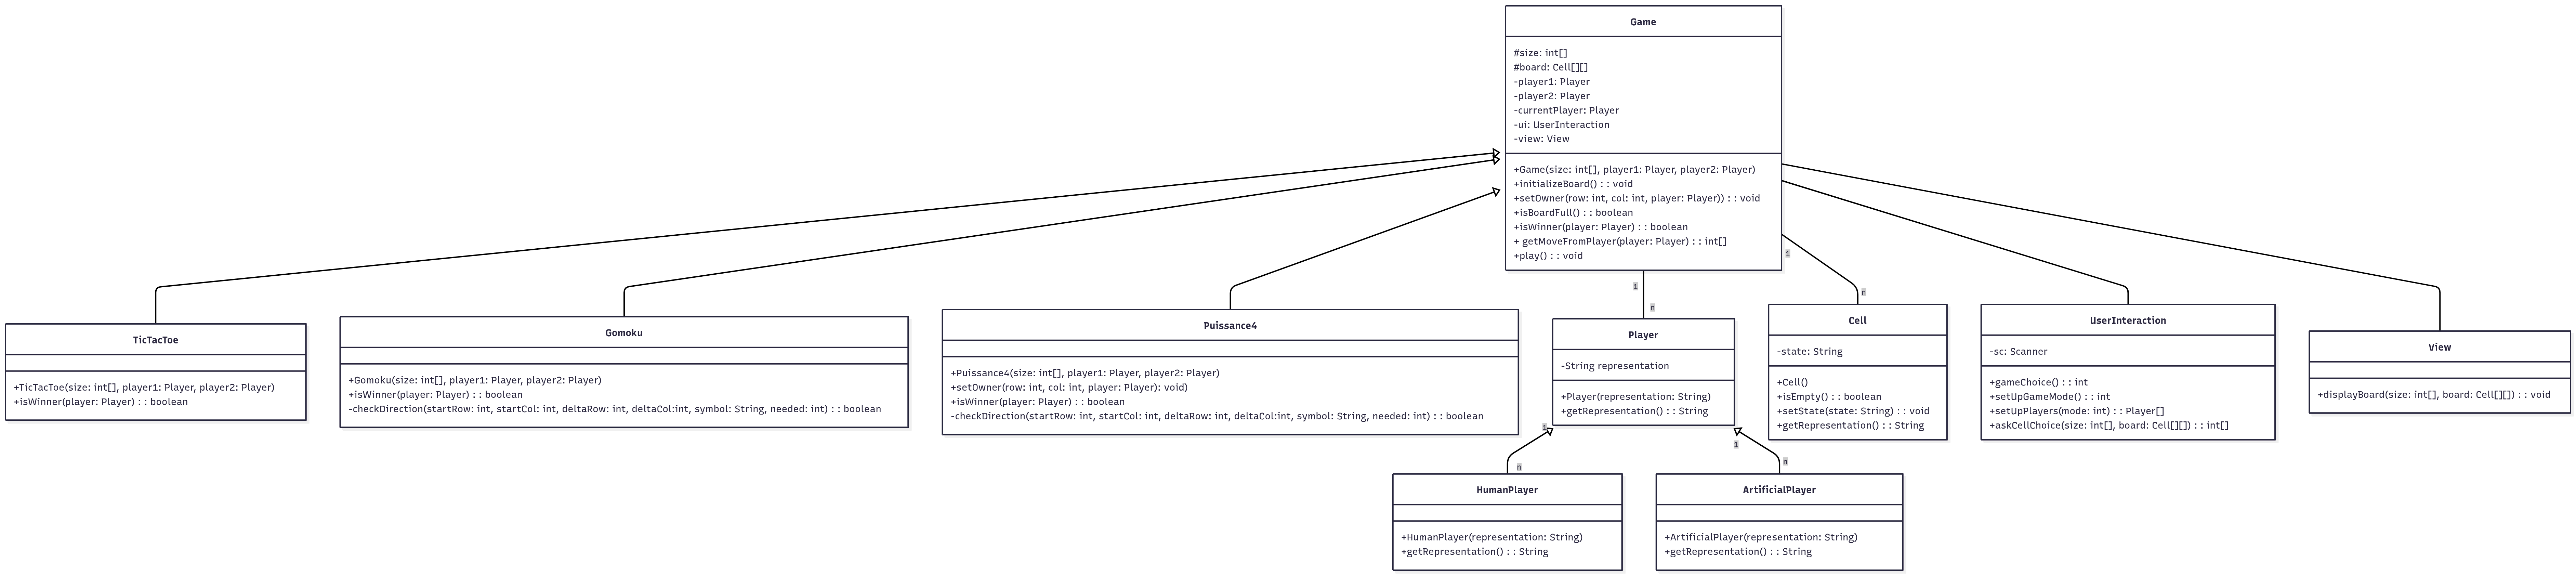 Game
#size: int[]
#board: Cell[][]
-player1: Player
-player2: Player
-currentPlayer: Player
-ui: UserInteraction
-view: View
+Game(size: int[], player1: Player, player2: Player)
+initializeBoard() : : void
+setOwner(row: int, col: int, player: Player)) : : void
+isBoardFull() : : boolean
+isWinner(player: Player) : : boolean
+ getMoveFromPlayer(player: Player) : : int[]
+play() : : void
1
n
1
n
TicTacToe
+TicTacToe(size: int[], player1: Player, player2: Player)
+isWinner(player: Player) : : boolean
Gomoku
+Gomoku(size: int[], player1: Player, player2: Player)
+isWinner(player: Player) : : boolean
-checkDirection(startRow: int, startCol: int, deltaRow: int, deltaCol:int, symbol: String, needed: int) : : boolean
Puissance4
+Puissance4(size: int[], player1: Player, player2: Player)
+setOwner(row: int, col: int, player: Player): void)
+isWinner(player: Player) : : boolean
-checkDirection(startRow: int, startCol: int, deltaRow: int, deltaCol:int, symbol: String, needed: int) : : boolean
Player
-String representation
+Player(representation: String)
+getRepresentation() : : String
Cell
-state: String
+Cell()
+isEmpty() : : boolean
+setState(state: String) : : void
+getRepresentation() : : String
UserInteraction
-sc: Scanner
+gameChoice() : : int
+setUpGameMode() : : int
+setUpPlayers(mode: int) : : Player[]
+askCellChoice(size: int[], board: Cell[][]) : : int[]
View
+displayBoard(size: int[], board: Cell[][]) : : void
1
n
1
n
HumanPlayer
+HumanPlayer(representation: String)
+getRepresentation() : : String
ArtificialPlayer
+ArtificialPlayer(representation: String)
+getRepresentation() : : String